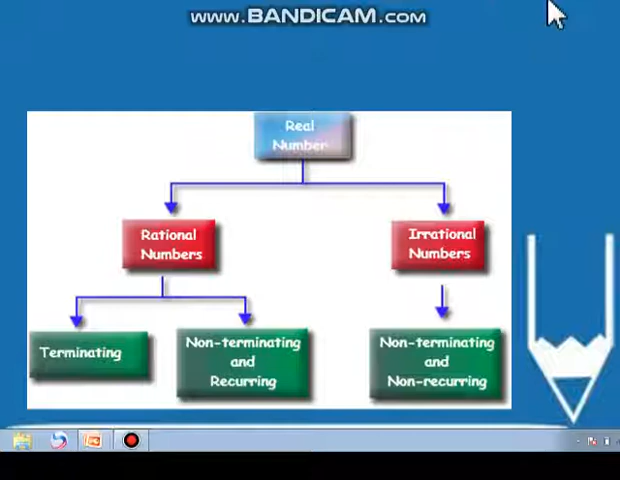 www.BANDICAM.com
Real
Number
Rational
Numbers
Irrational
Numbers
Terminating
Non-terminating
and
Recurring
Non-terminating
and
Non-recurring